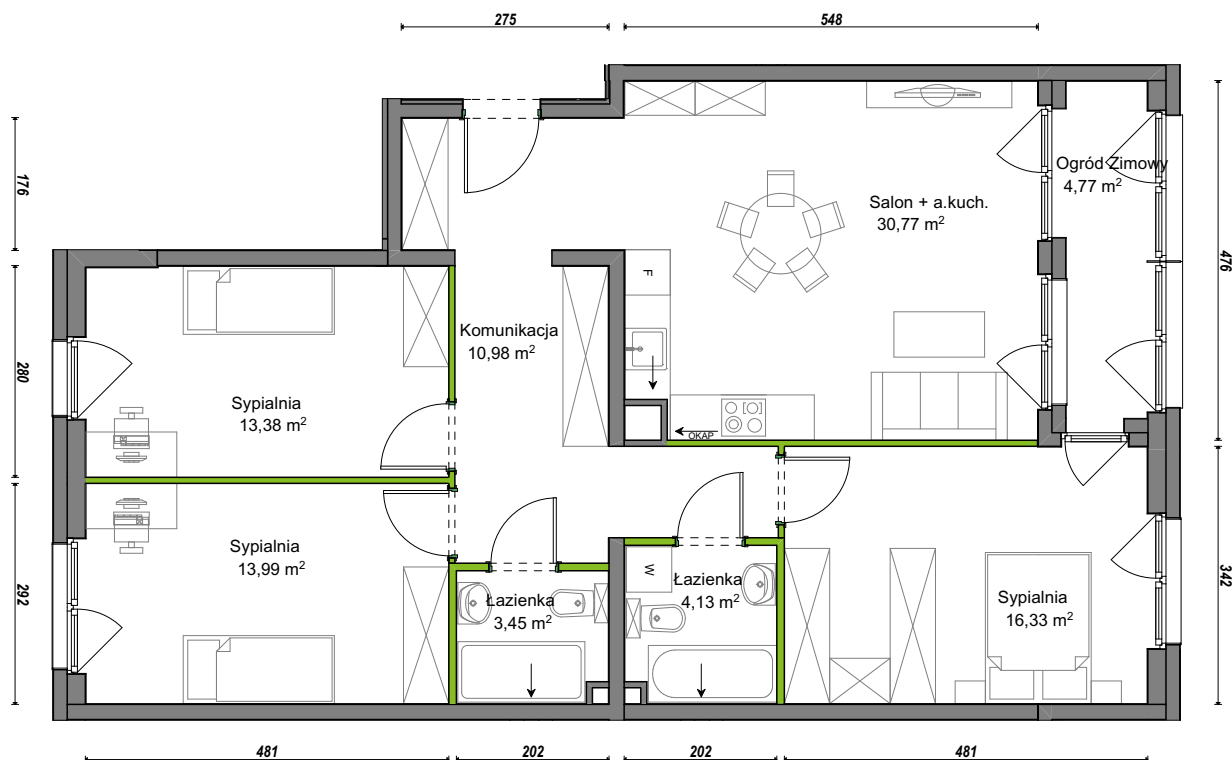 275
548
176
476
280
292
342
Ogród Zimowy
4,77 m²
Salon + a.kuch.
30,77 m²
F
Komunikacja
10,98 m²
Sypialnia
13,38 m²
OKAP
Sypialnia
13,99 m²
W
Łazienka
4,13 m²
Łazienka
3,45 m²
Sypialnia
16,33 m²
481
202
202
481